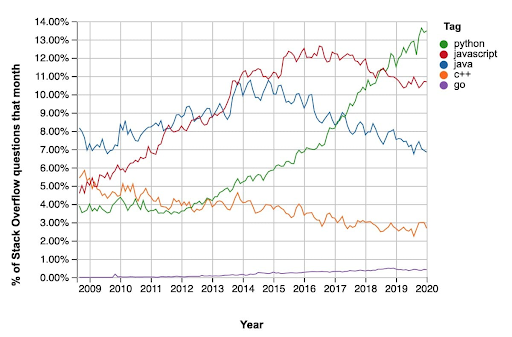 14.00%
13.00%
12.00%
11.00%
10.00%
9.00%
8.00%
7.00%
6.00%
5.00%
4.00%
3.00%
2.00%
1.00%
0.00%
% of Stack Overflow questions that month
2009 2010 2011 2012 2013 2014 2015 2016 2017 2018 2019 2020
Year
Tag
python
javascript
java
c++
go